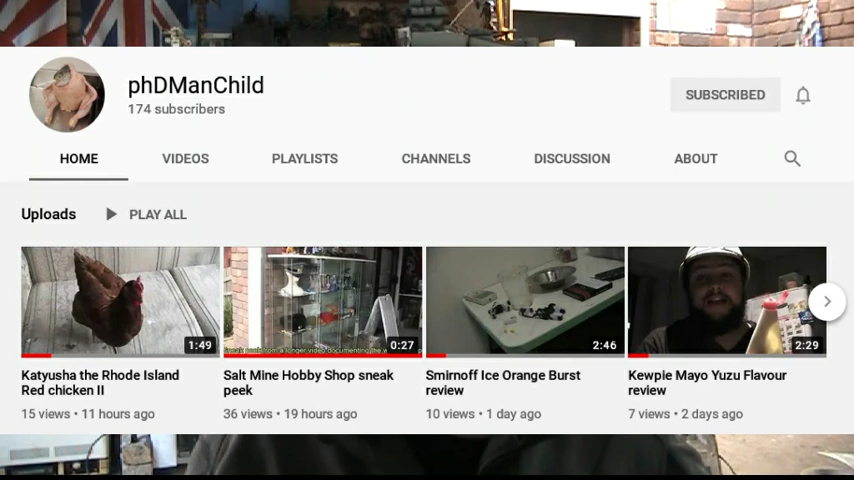 phDManChild
174 subscribers
SUBSCRIBED
HOME VIDEOS PLAYLISTS CHANNELS DISCUSSION ABOUT
Uploads PLAY ALL
1:49 0:27 2:46 2:29
Katyusha the Rhode Island
Red chicken II
15 views • 11 hours ago
Salt Mine Hobby Shop sneak
peek
36 views • 19 hours ago
Smirnoff Ice Orange Burst
review
10 views • 1 day ago
Kewpie Mayo Yuzu Flavour
review
7 views • 2 days ago